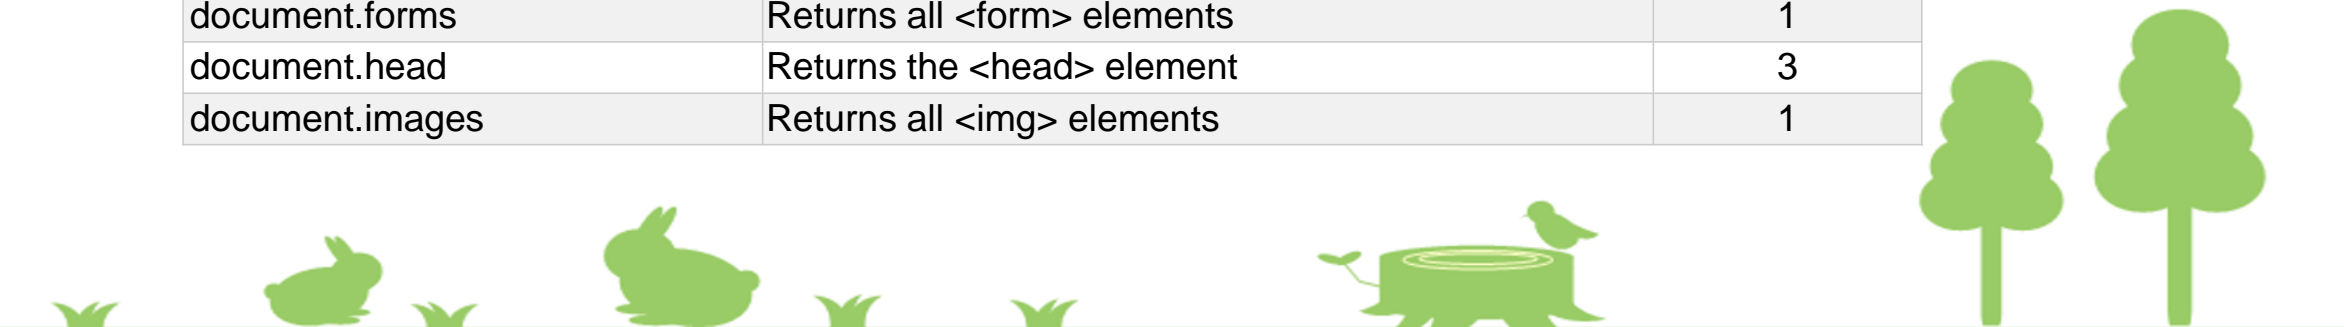 document.forms Returns all <form> elements 1
document.head Returns the <head> element 3
document.images Returns all <img> elements 1